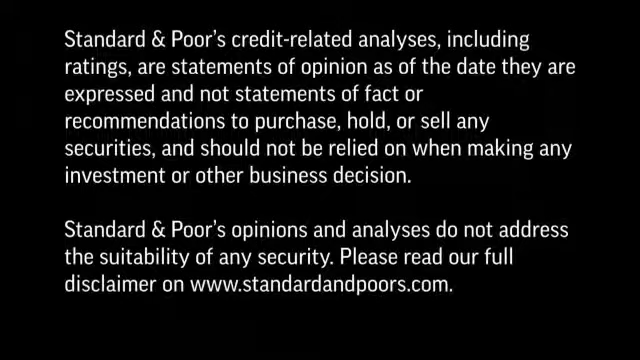 Standard & Poor's credit-related analyses, including
ratings, are statements of opinion as of the date they are
expressed and not statements of fact or
recommendations to purchase, hold, or sell any
securities, and should not be relied on when making any
investment or other business decision.
Standard & Poor's opinions and analyses do not address
the suitability of any security. Please read our full
disclaimer on www.standardandpoors.com.